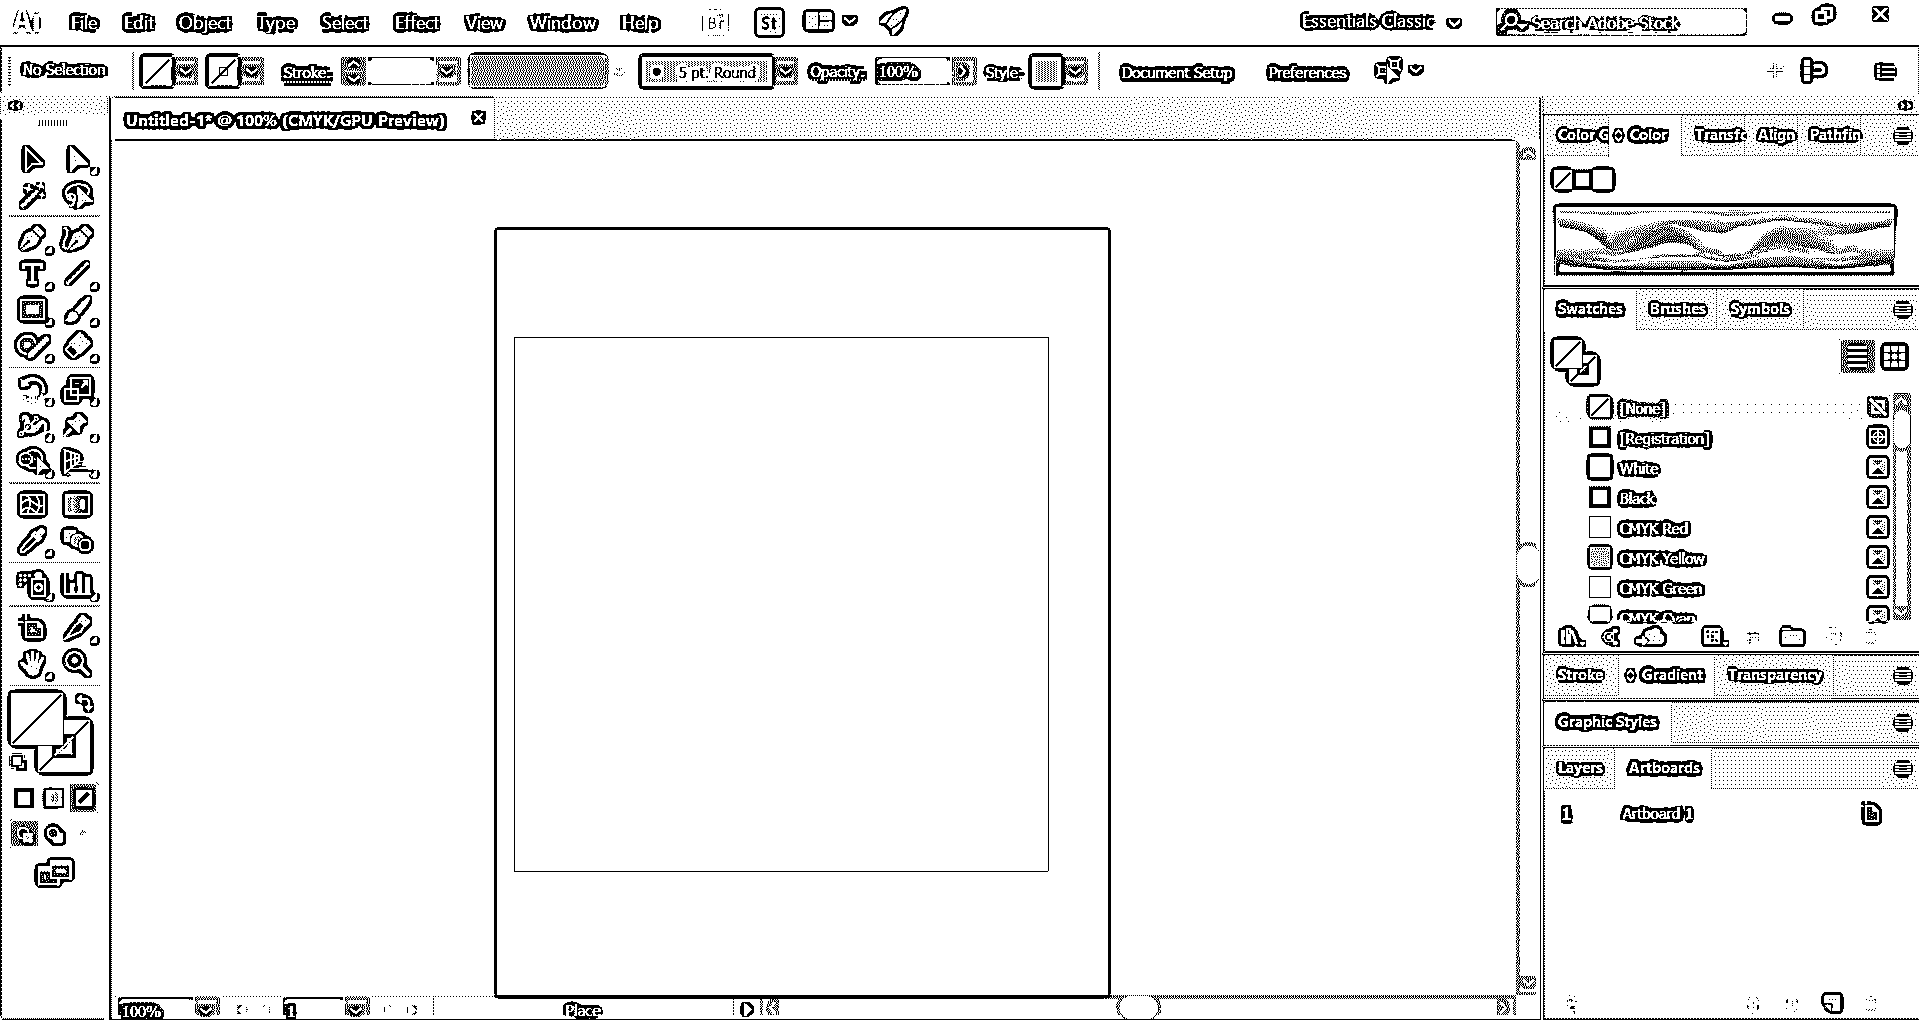 Ai File Edit Object Type Select Effect View Window Help Br St Essentials Classic Search Adobe Stock
No Selection Stroke: 5 pt. Round Opacity: 100% Style: Document Setup Preferences
Untitled-1* @ 100% (CMYK/GPU Preview)
Color G Color Transfo Align Pathfin
Swatches Brushes Symbols
[None]
[Registration]
White
Black
CMYK Red
CMYK Yellow
CMYK Green
CMYK Cyan
Stroke Gradient Transparency
Graphic Styles
Layers Artboards
1 Artboard 1
100% 1 Place